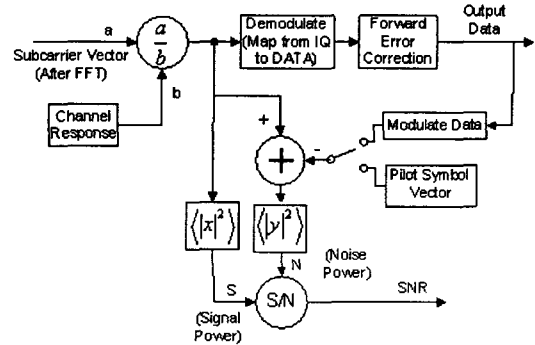 a
Subcarrier Vector
(After FFT)
a
b
b
Channel
Response
Demodulate
(Map from IQ
to DATA)
Forward
Error
Correction
Output
Data
+
+
-
Modulate Data
Pilot Symbol
Vector
⟨|x|²⟩
⟨|y|²⟩
N
(Noise
Power)
S
(Signal
Power)
S/N
SNR